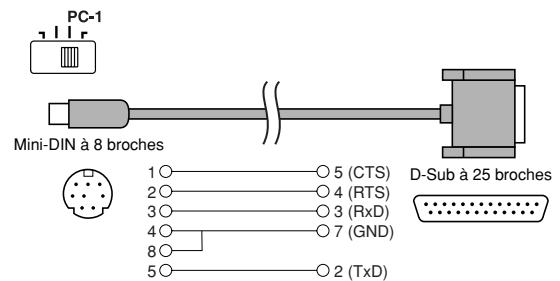 PC-1
Mini-DIN à 8 broches
D-Sub à 25 broches
1 5 (CTS)
2 4 (RTS)
3 3 (RxD)
4 7 (GND)
8
5 2 (TxD)